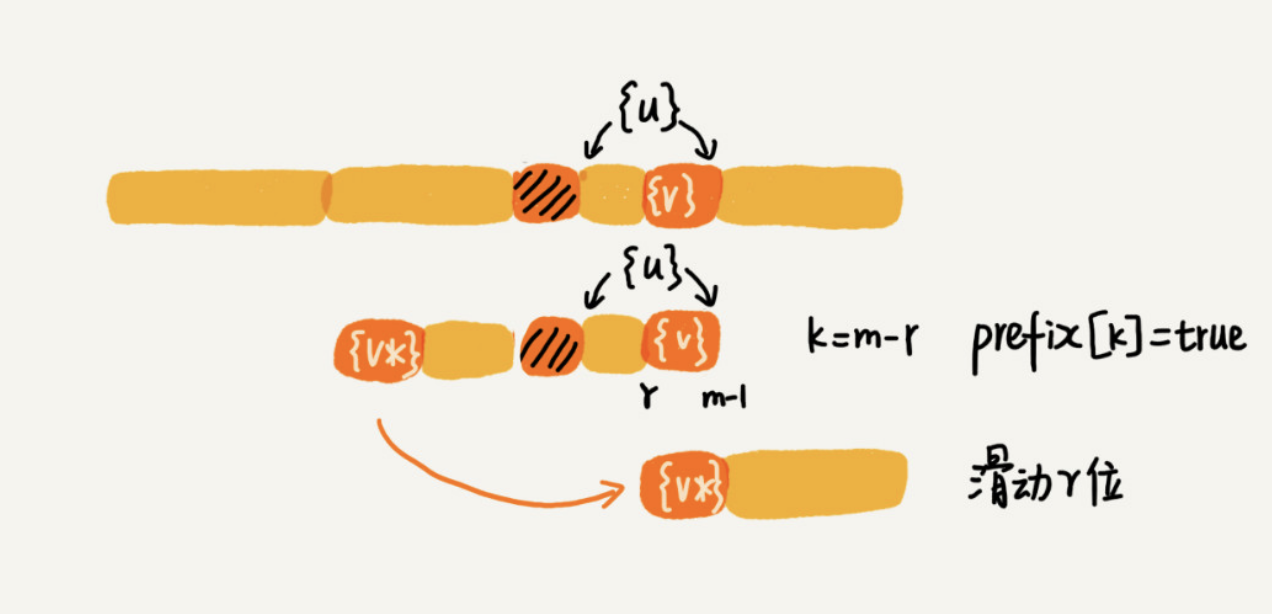 {u}
{v}
{u}
{v*} {v} k=m-r prefix[k]=true
r m-1
{v*} 滑动r位